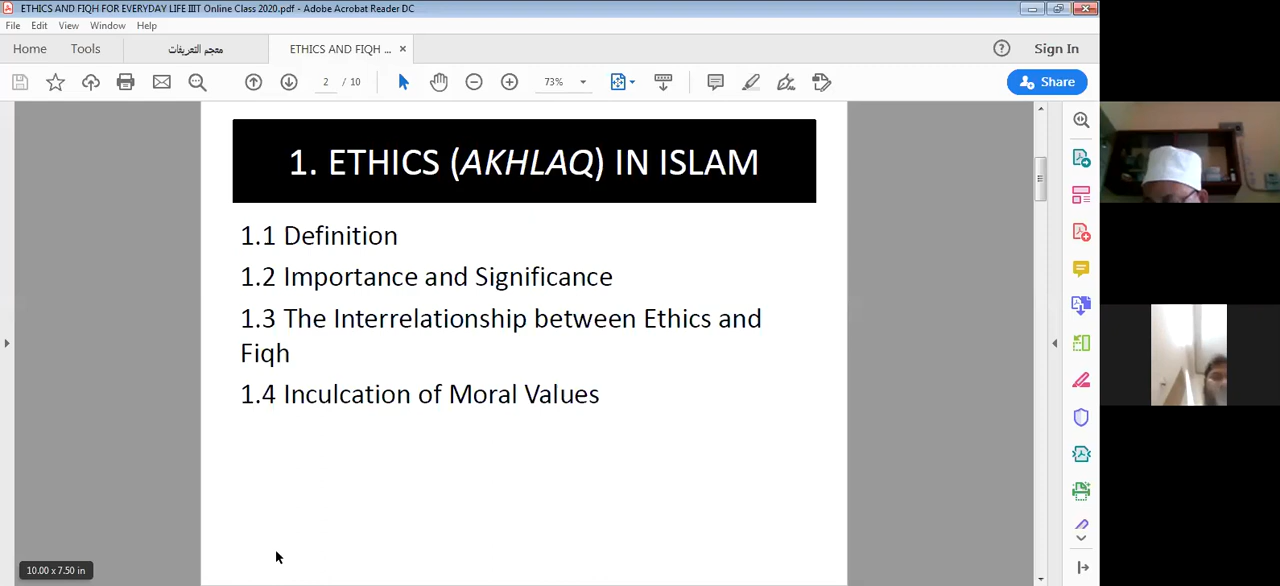 ETHICS AND FIQH FOR EVERYDAY LIFE IIIT Online Class 2020.pdf - Adobe Acrobat Reader DC
File Edit View Window Help
Home Tools معجم التعريفات ETHICS AND FIQH ... × Sign In
2 / 10 73% Share
1. ETHICS (AKHLAQ) IN ISLAM
1.1 Definition
1.2 Importance and Significance
1.3 The Interrelationship between Ethics and
Fiqh
1.4 Inculcation of Moral Values
10.00 x 7.50 in